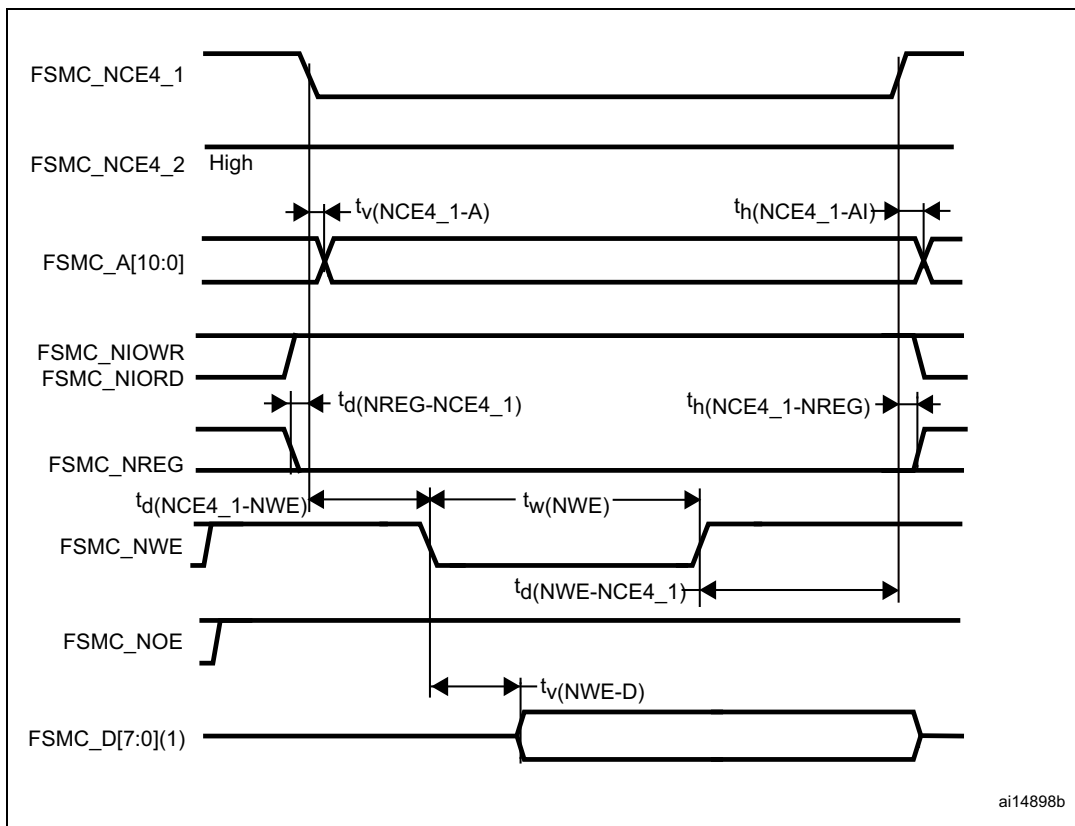 FSMC_NCE4_1
FSMC_NCE4_2 High
tv(NCE4_1-A) th(NCE4_1-AI)
FSMC_A[10:0]
FSMC_NIOWR
FSMC_NIORD
td(NREG-NCE4_1) th(NCE4_1-NREG)
FSMC_NREG
td(NCE4_1-NWE) tw(NWE)
FSMC_NWE
td(NWE-NCE4_1)
FSMC_NOE
tv(NWE-D)
FSMC_D[7:0](1)
ai14898b